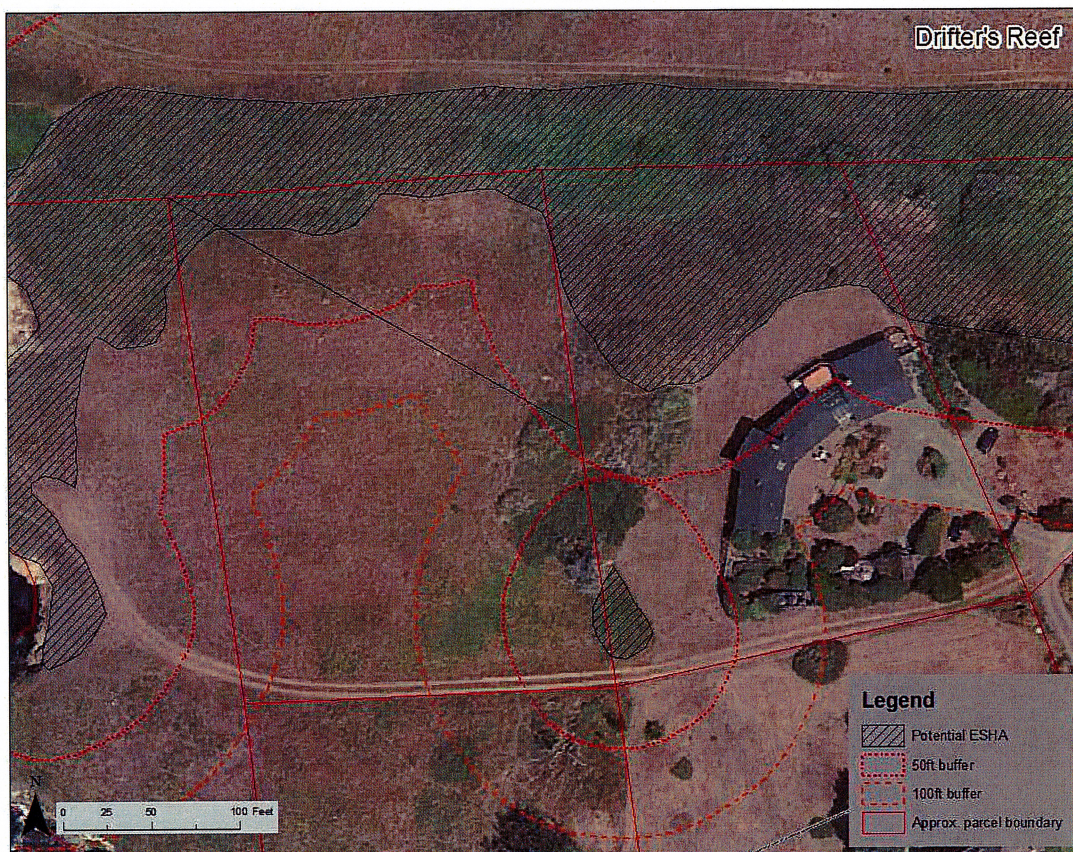 Drifter's Reef
Legend
Potential ESHA
50ft buffer
100ft buffer
Approx. parcel boundary
N
0 25 50 100 Feet